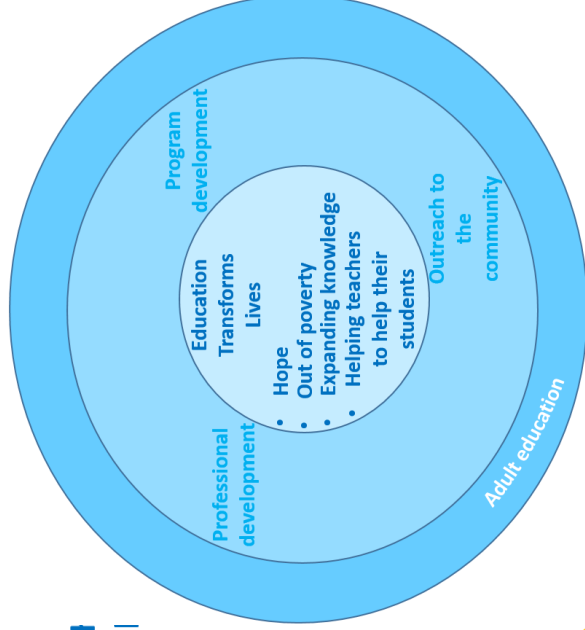 Education
Transforms
Lives
• Hope
• Out of poverty
• Expanding knowledge
• Helping teachers
to help their
students
Professional
development
Program
development
Outreach to
the
community
Adult education